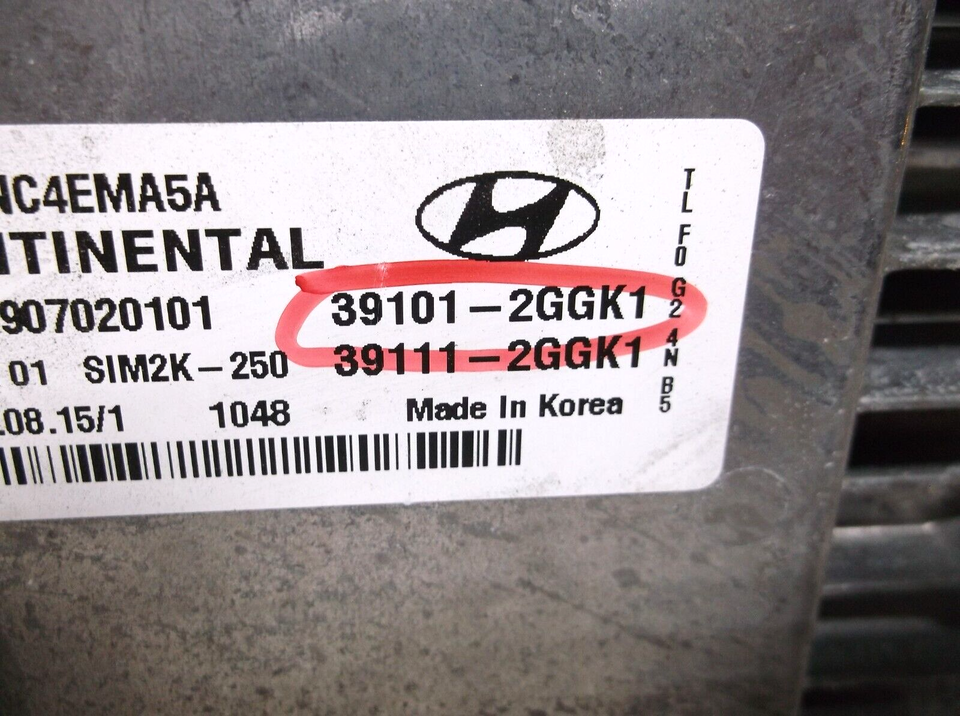 NC4EMA5A
NTINENTAL
907020101
39101-2GGK1
01 SIM2K-250
39111-2GGK1
.08.15/1 1048 Made In Korea
TL F0 G2 4N B5